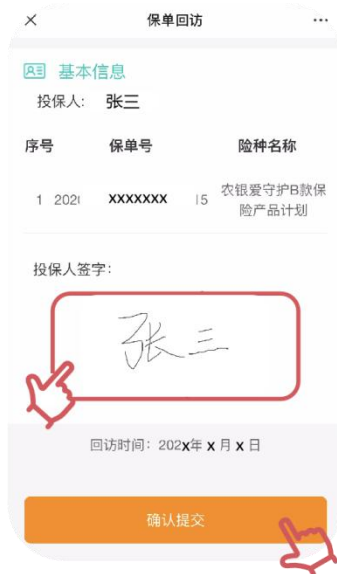 保单回访
基本信息
投保人: 张三
序号 保单号 险种名称
1 202( XXXXXXX 15 农银爱守护B款保
险产品计划
投保人签字:
张三
回访时间: 202X年 X 月 X 日
确认提交